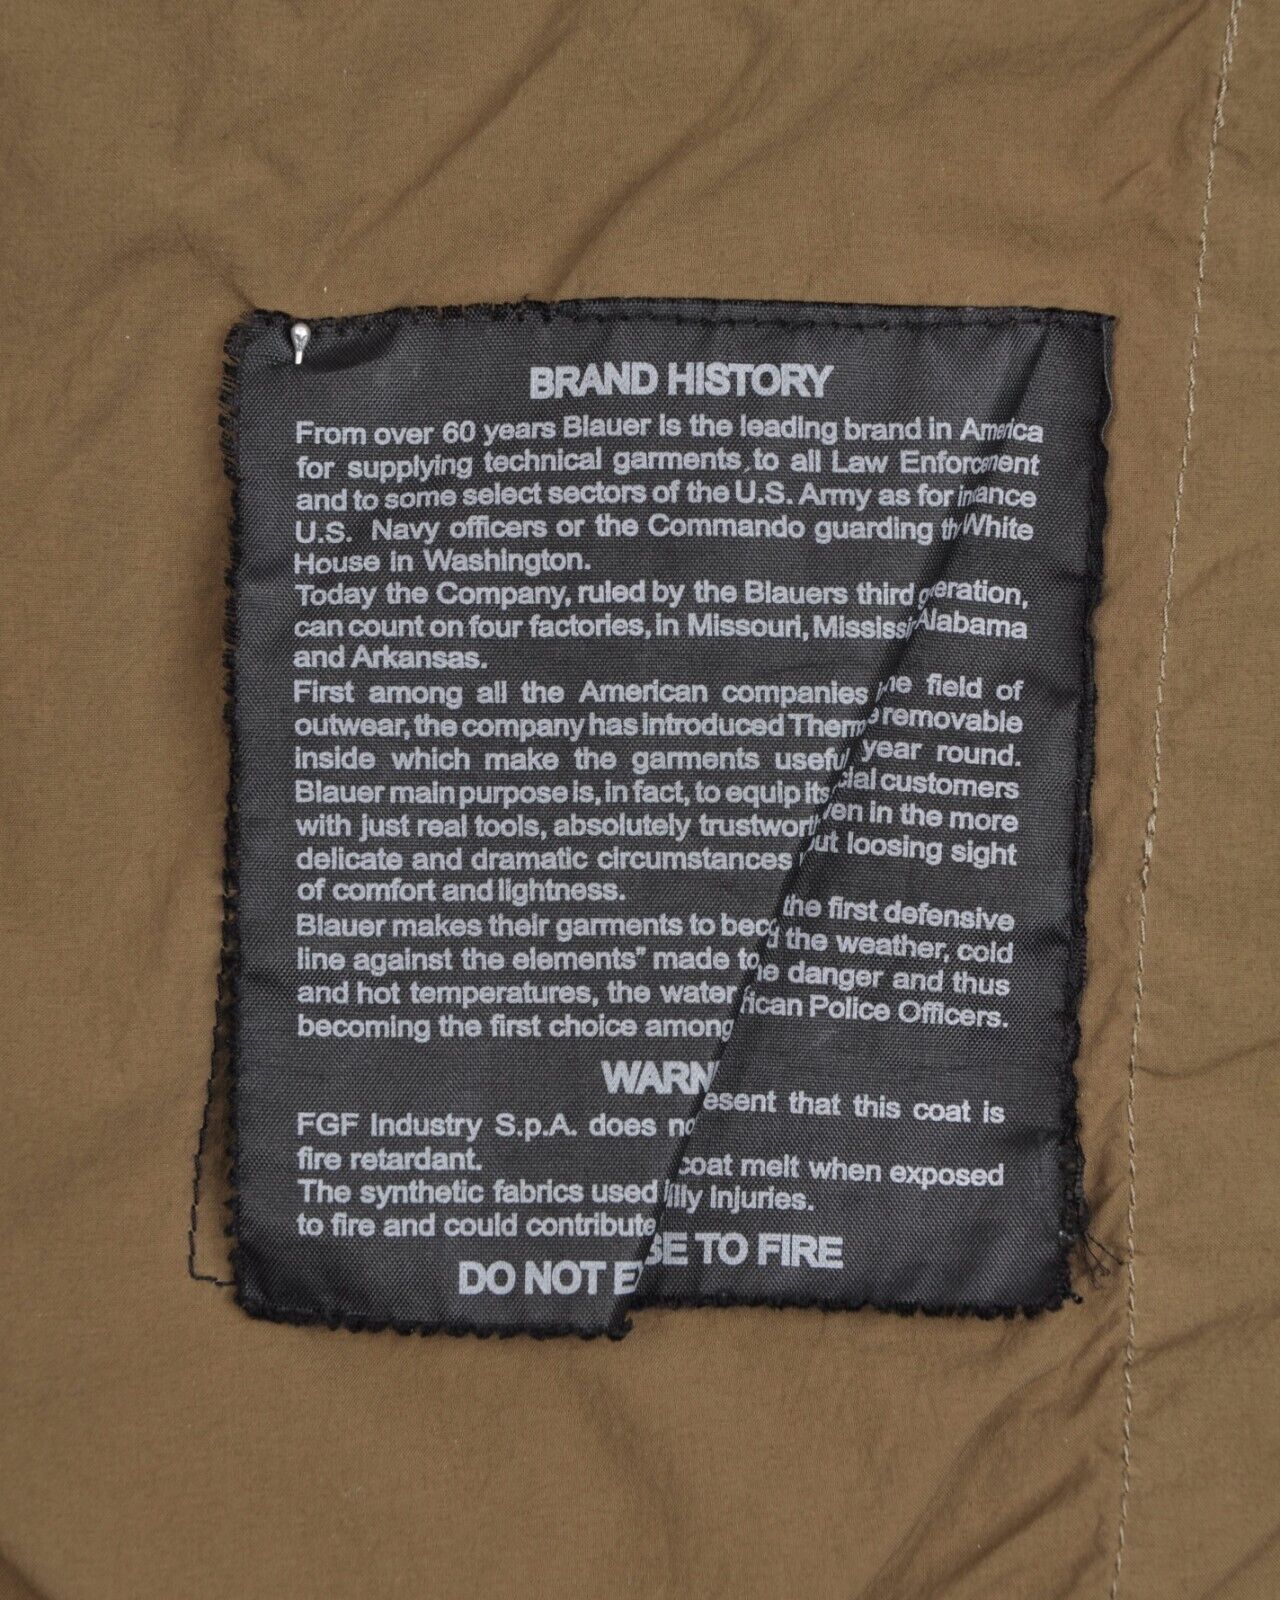 BRAND HISTORY
From over 60 years Blauer is the leading brand in America
for supplying technical garments, to all Law Enforcement
and to some select sectors of the U.S. Army as for
U.S. Navy officers or the Commando guarding White
House in Washington.
Today the Company, ruled by the Blauers third
can count on four factories, in Missouri, Alabama
and Arkansas.
First among all the American companies field of
outwear, the company has introduced removable
inside which make the garments year round.
Blauer main purpose is, in fact, to equip customers
with just real tools, absolutely in the more
delicate and dramatic circumstances loosing sight
of comfort and lightness.
Blauer makes their garments to the first defensive
line against the elements" made the weather, cold
and hot temperatures, the danger and thus
becoming the first choice Police Officers.
FGF Industry S.p.A. does that this coat is
fire retardant.
The synthetic fabrics used coat melt when exposed
to fire and could injuries.
DO NOT TO FIRE